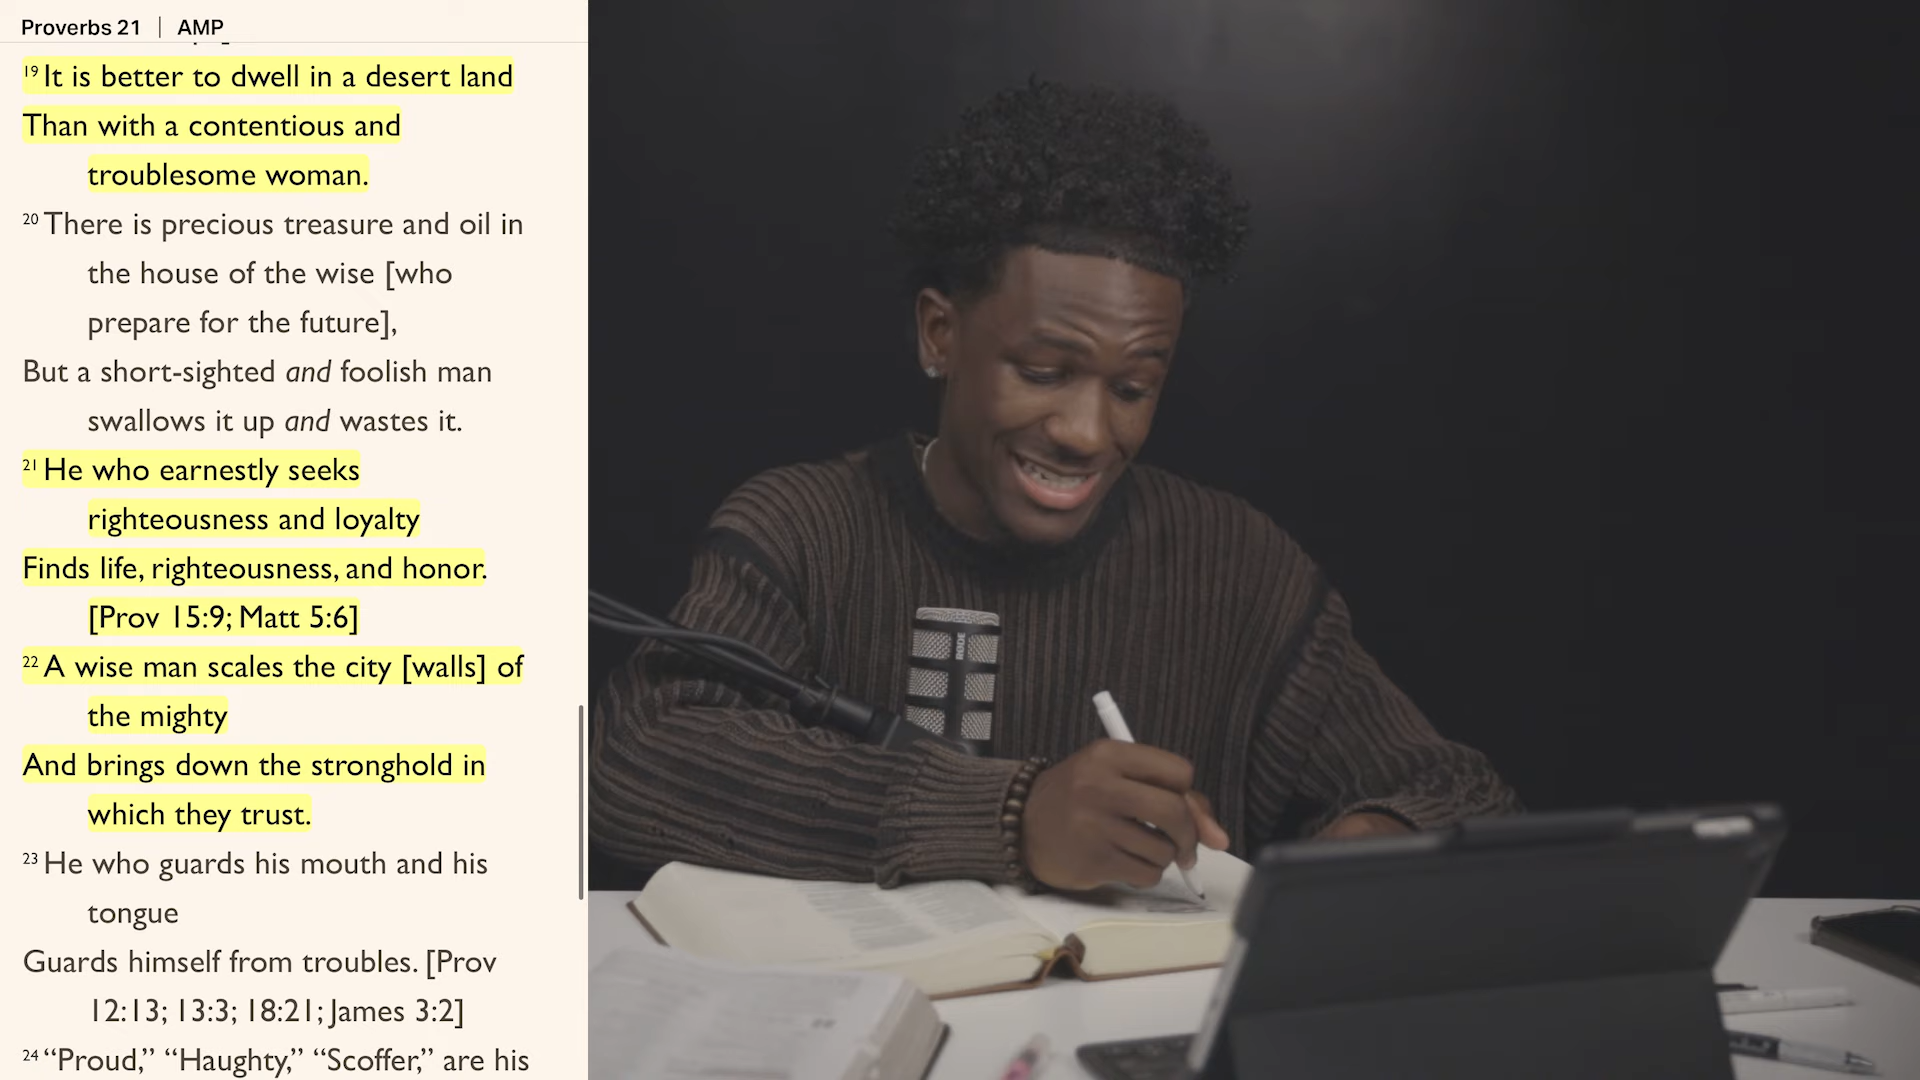 Proverbs 21 | AMP
19 It is better to dwell in a desert land
Than with a contentious and
troublesome woman.
20 There is precious treasure and oil in
the house of the wise [who
prepare for the future],
But a short-sighted and foolish man
swallows it up and wastes it.
21 He who earnestly seeks
righteousness and loyalty
Finds life, righteousness, and honor.
[Prov 15:9; Matt 5:6]
22 A wise man scales the city [walls] of
the mighty
And brings down the stronghold in
which they trust.
23 He who guards his mouth and his
tongue
Guards himself from troubles. [Prov
12:13; 13:3; 18:21; James 3:2]
24 “Proud,” “Haughty,” “Scoffer,” are his
RODE